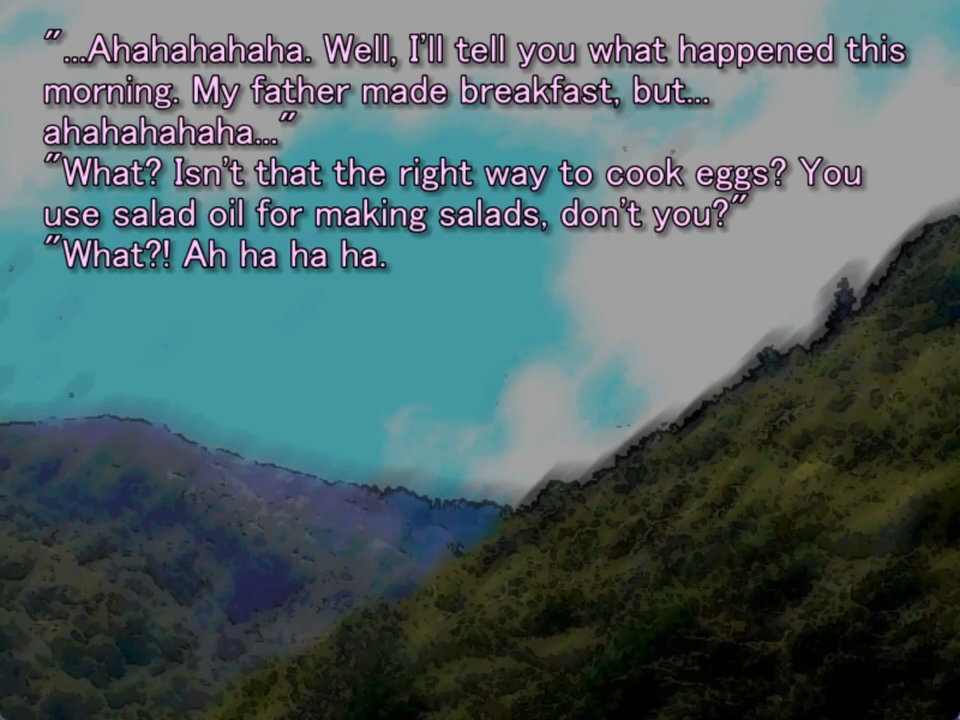 "...Ahahahahaha. Well, I'll tell you what happened this
morning. My father made breakfast, but...
ahahahahaha..."
"What? Isn't that the right way to cook eggs? You
use salad oil for making salads, don't you?"
"What?! Ah ha ha ha.